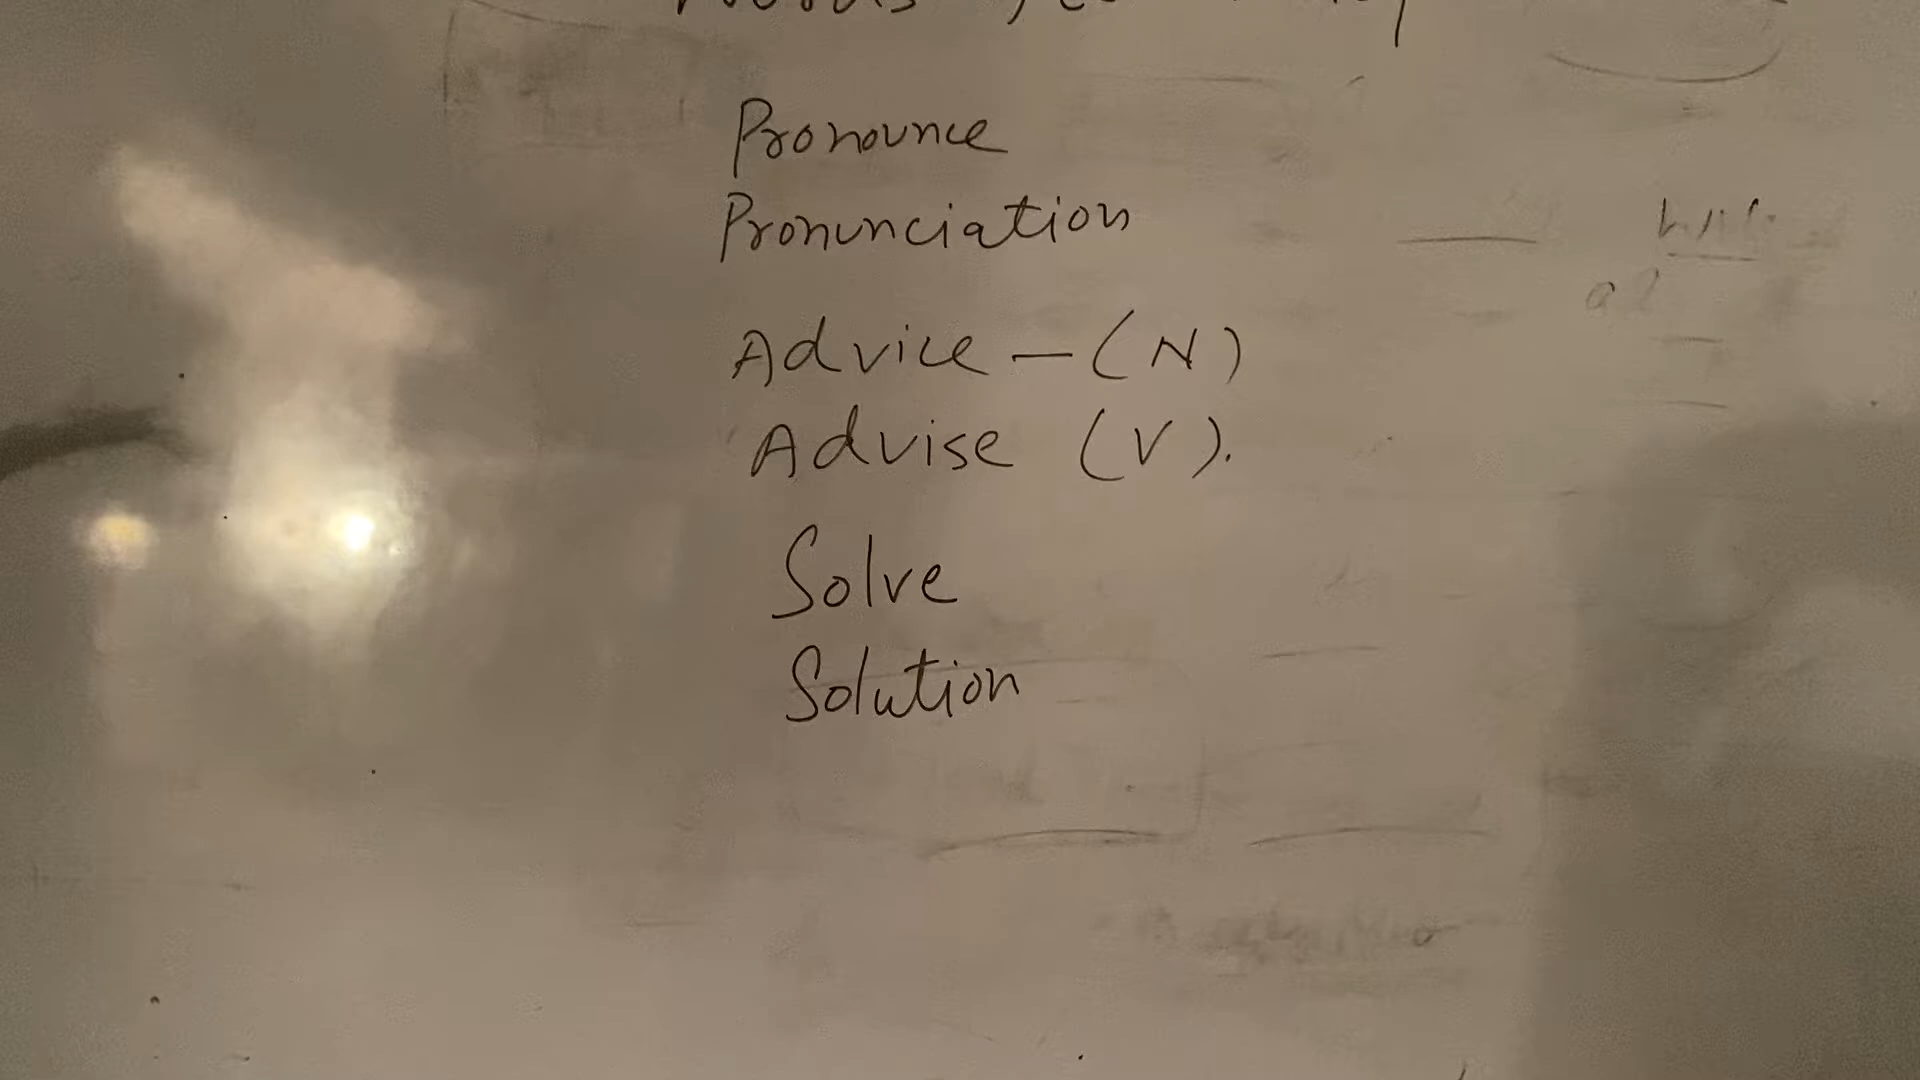 Pronounce
Pronunciation
Advice – (N)
Advise (V).
Solve
Solution